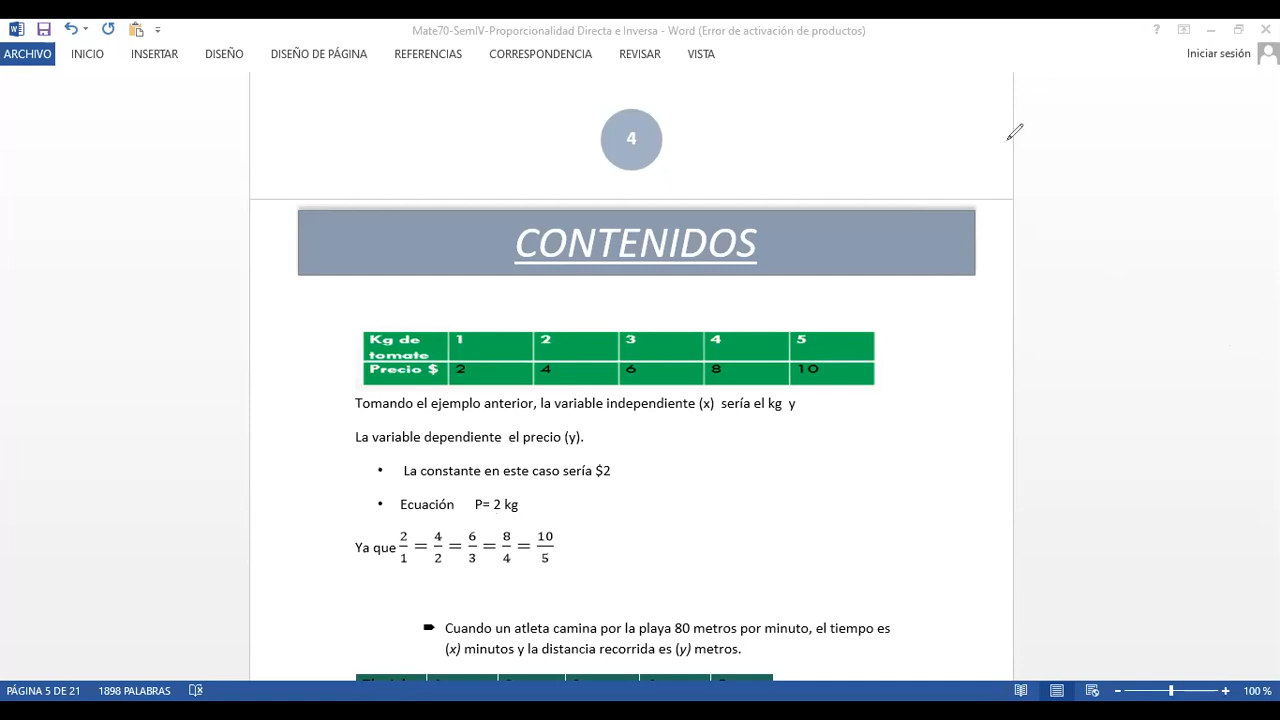 Mate70-SemIV-Proporcionalidad Directa e Inversa - Word (Error de activación de productos)
ARCHIVO INICIO INSERTAR DISEÑO DISEÑO DE PÁGINA REFERENCIAS CORRESPONDENCIA REVISAR VISTA Iniciar sesión
4
CONTENIDOS
Kg de tomate 1 2 3 4 5
Precio $ 2 4 6 8 10
Tomando el ejemplo anterior, la variable independiente (x) sería el kg y
La variable dependiente el precio (y).
• La constante en este caso sería $2
• Ecuación P= 2 kg
Ya que 2/1 = 4/2 = 6/3 = 8/4 = 10/5
Cuando un atleta camina por la playa 80 metros por minuto, el tiempo es
(x) minutos y la distancia recorrida es (y) metros.
PÁGINA 5 DE 21 1898 PALABRAS 100 %